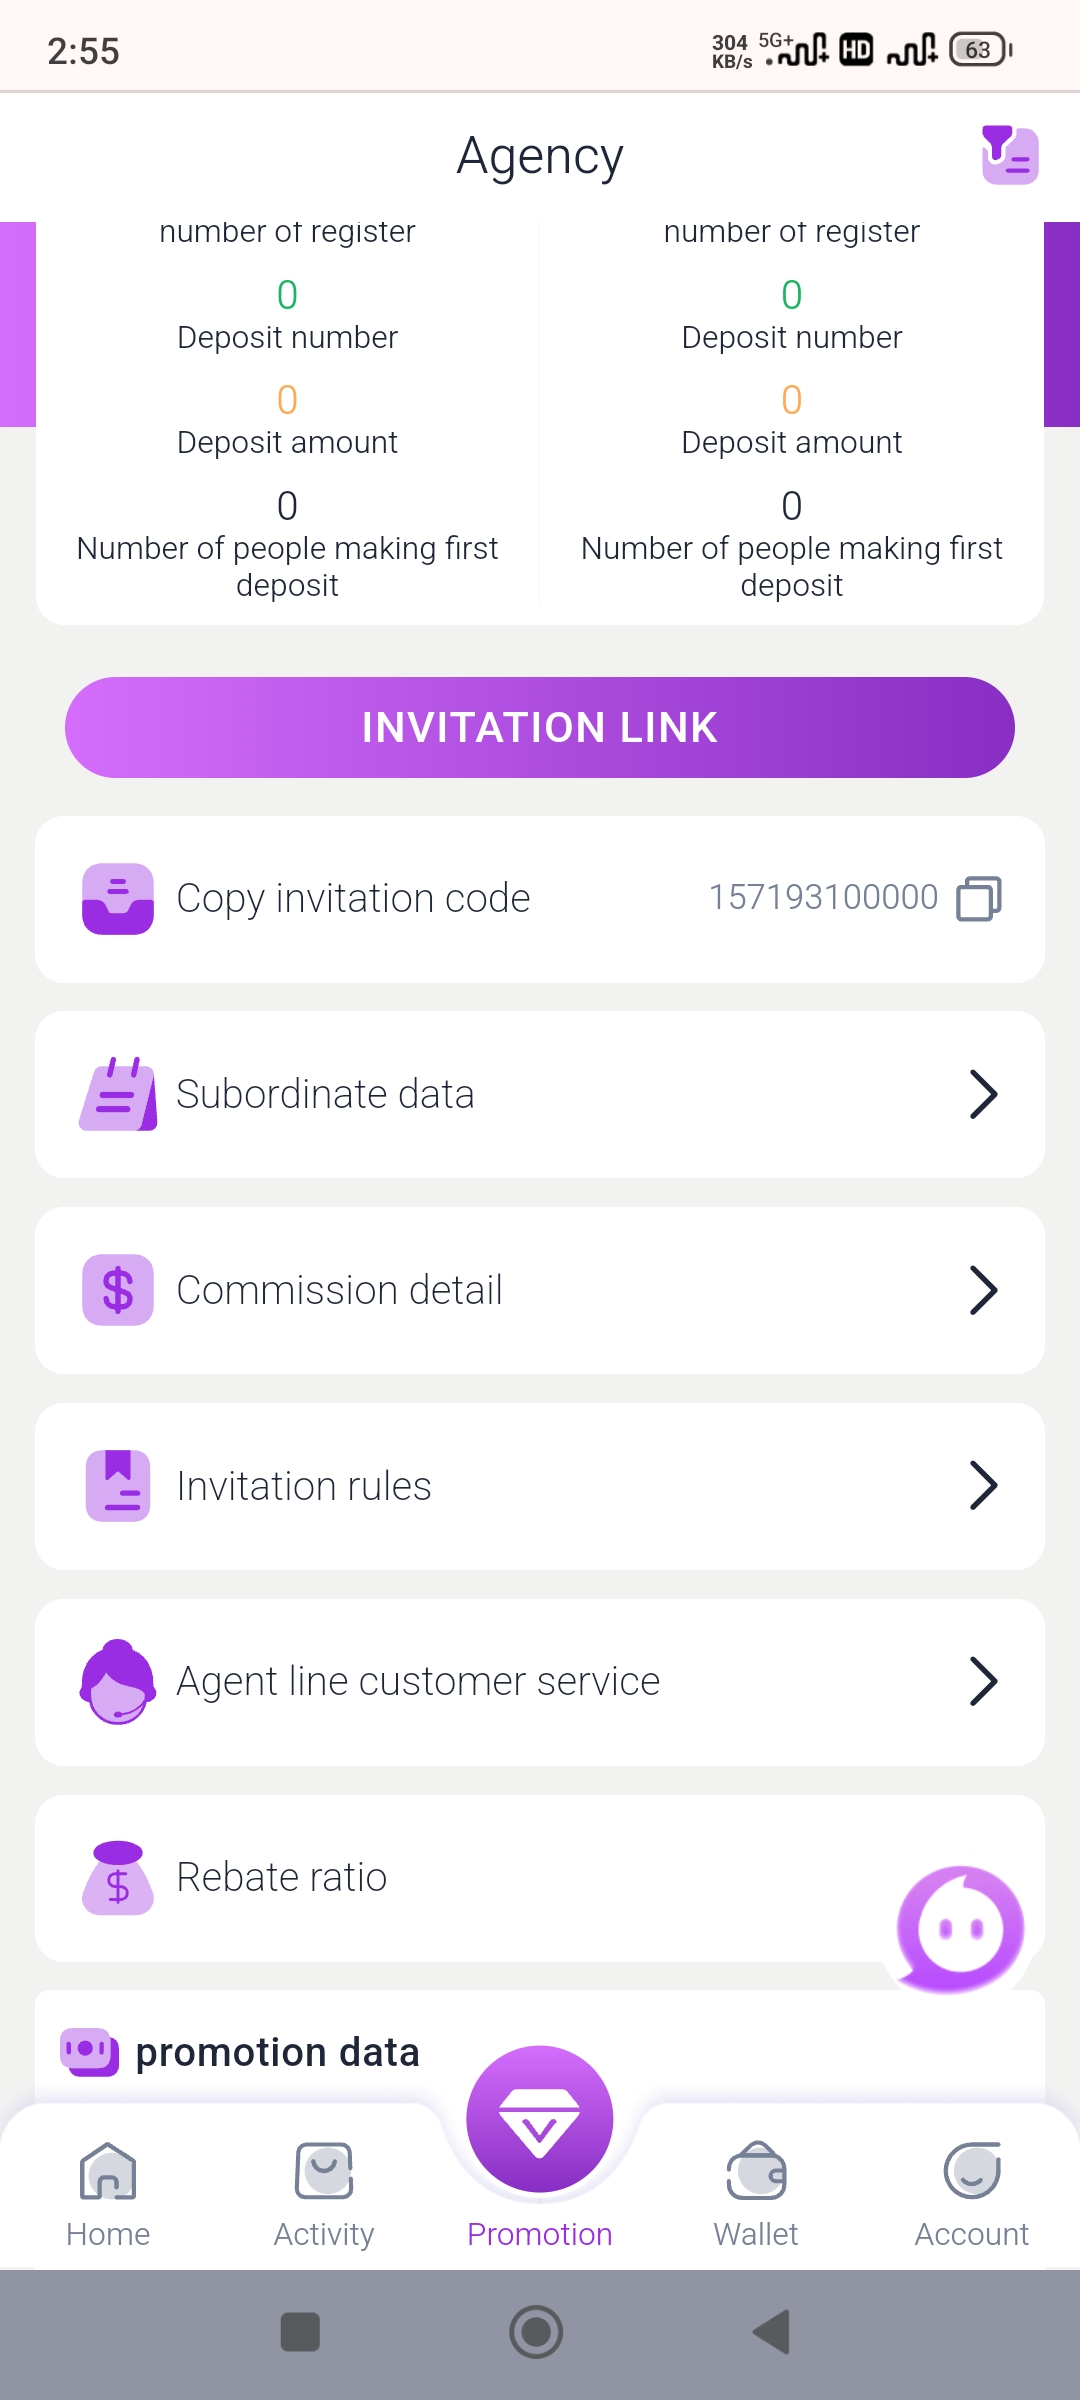 2:55
304 KB/s 5G+ HD 63
Agency
number of register number of register
0 0
Deposit number Deposit number
0 0
Deposit amount Deposit amount
0 0
Number of people making first Number of people making first
deposit deposit
INVITATION LINK
Copy invitation code 157193100000
Subordinate data
$ Commission detail
Invitation rules
Agent line customer service
$ Rebate ratio
promotion data
Home Activity Promotion Wallet Account